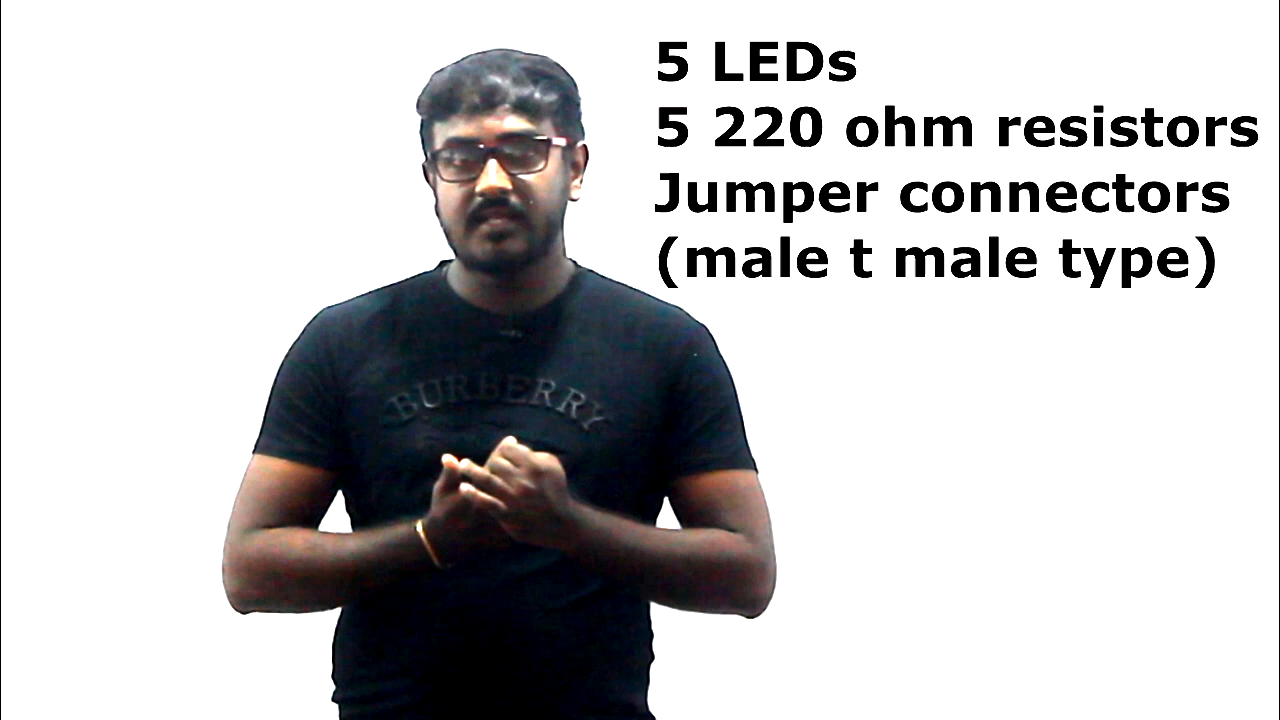 5 LEDs
5 220 ohm resistors
Jumper connectors
(male t male type)
BURBERRY